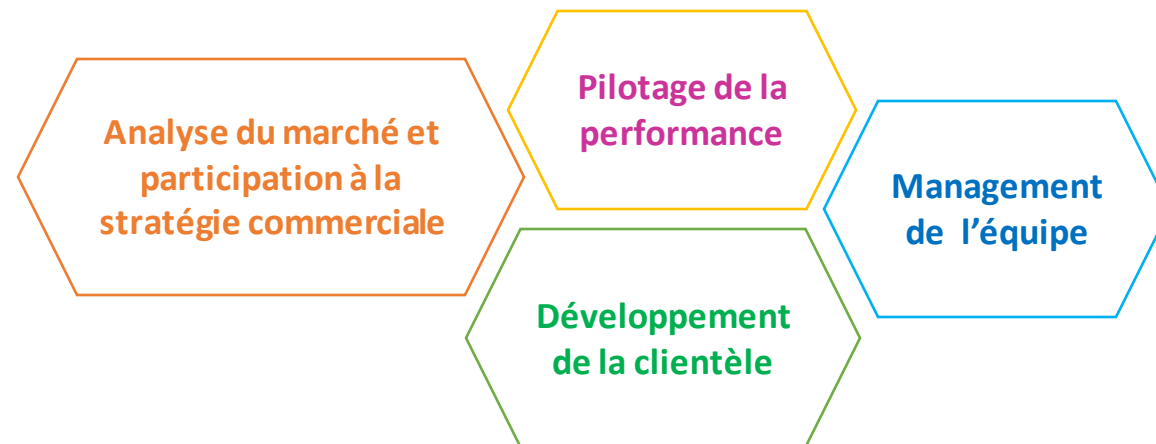 Analyse du marché et
participation à la
stratégie commerciale
Pilotage de la
performance
Management
de l’équipe
Développement
de la clientèle